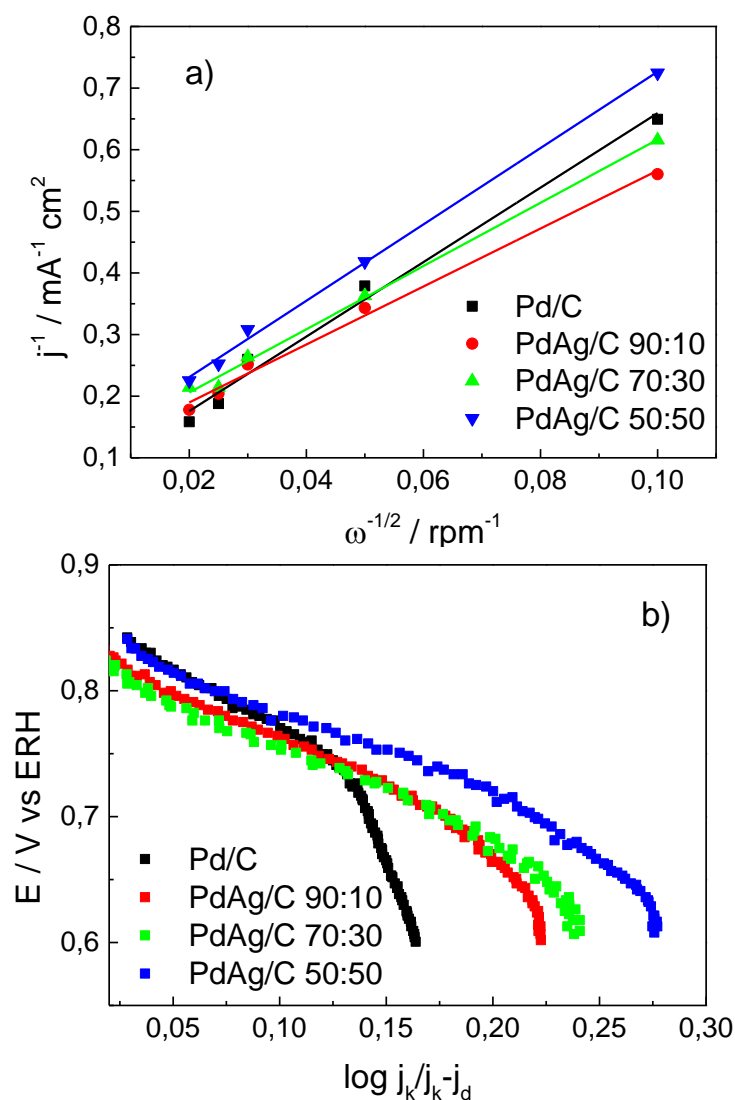 a)
0,8
0,7
0,6
0,5
0,4
0,3
0,2
0,1
j⁻¹ / mA⁻¹ cm²
Pd/C
PdAg/C 90:10
PdAg/C 70:30
PdAg/C 50:50
0,02 0,04 0,06 0,08 0,10
ω⁻¹/² / rpm⁻¹
b)
0,9
0,8
0,7
0,6
E / V vs ERH
Pd/C
PdAg/C 90:10
PdAg/C 70:30
PdAg/C 50:50
0,05 0,10 0,15 0,20 0,25 0,30
log jₖ/jₖ-j_d